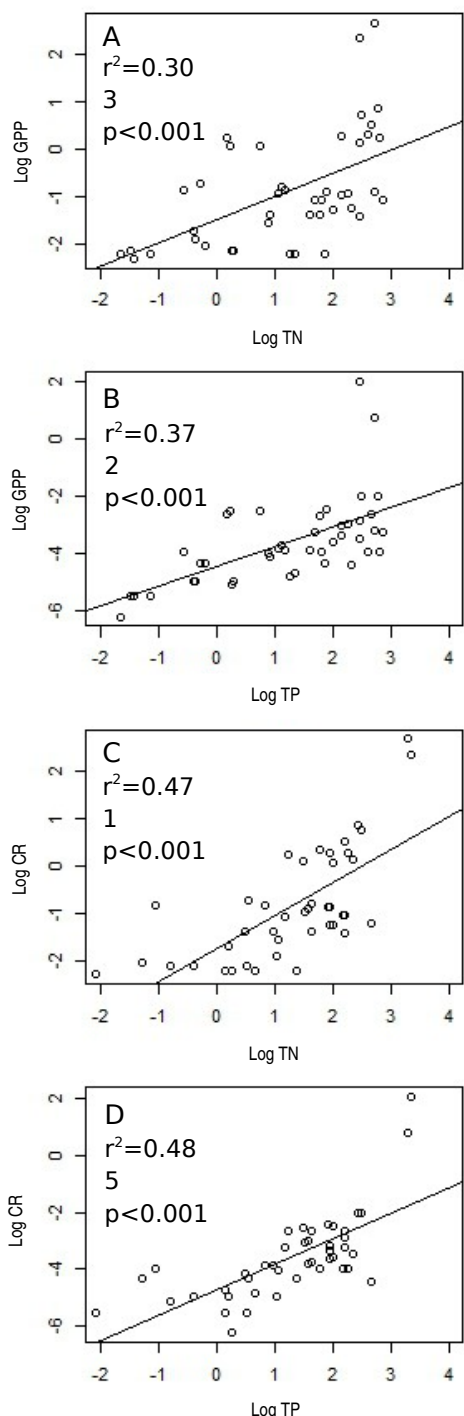 A
r²=0.30
3
p<0.001
2
1
0
-1
-2
Log GPP
-2 -1 0 1 2 3 4
Log TN
B
r²=0.37
2
p<0.001
2
0
-2
-4
-6
Log GPP
-2 -1 0 1 2 3 4
Log TP
C
r²=0.47
1
p<0.001
2
1
0
-1
-2
Log CR
-2 -1 0 1 2 3 4
Log TN
D
r²=0.48
5
p<0.001
2
0
-2
-4
-6
Log CR
-2 -1 0 1 2 3 4
Log TP